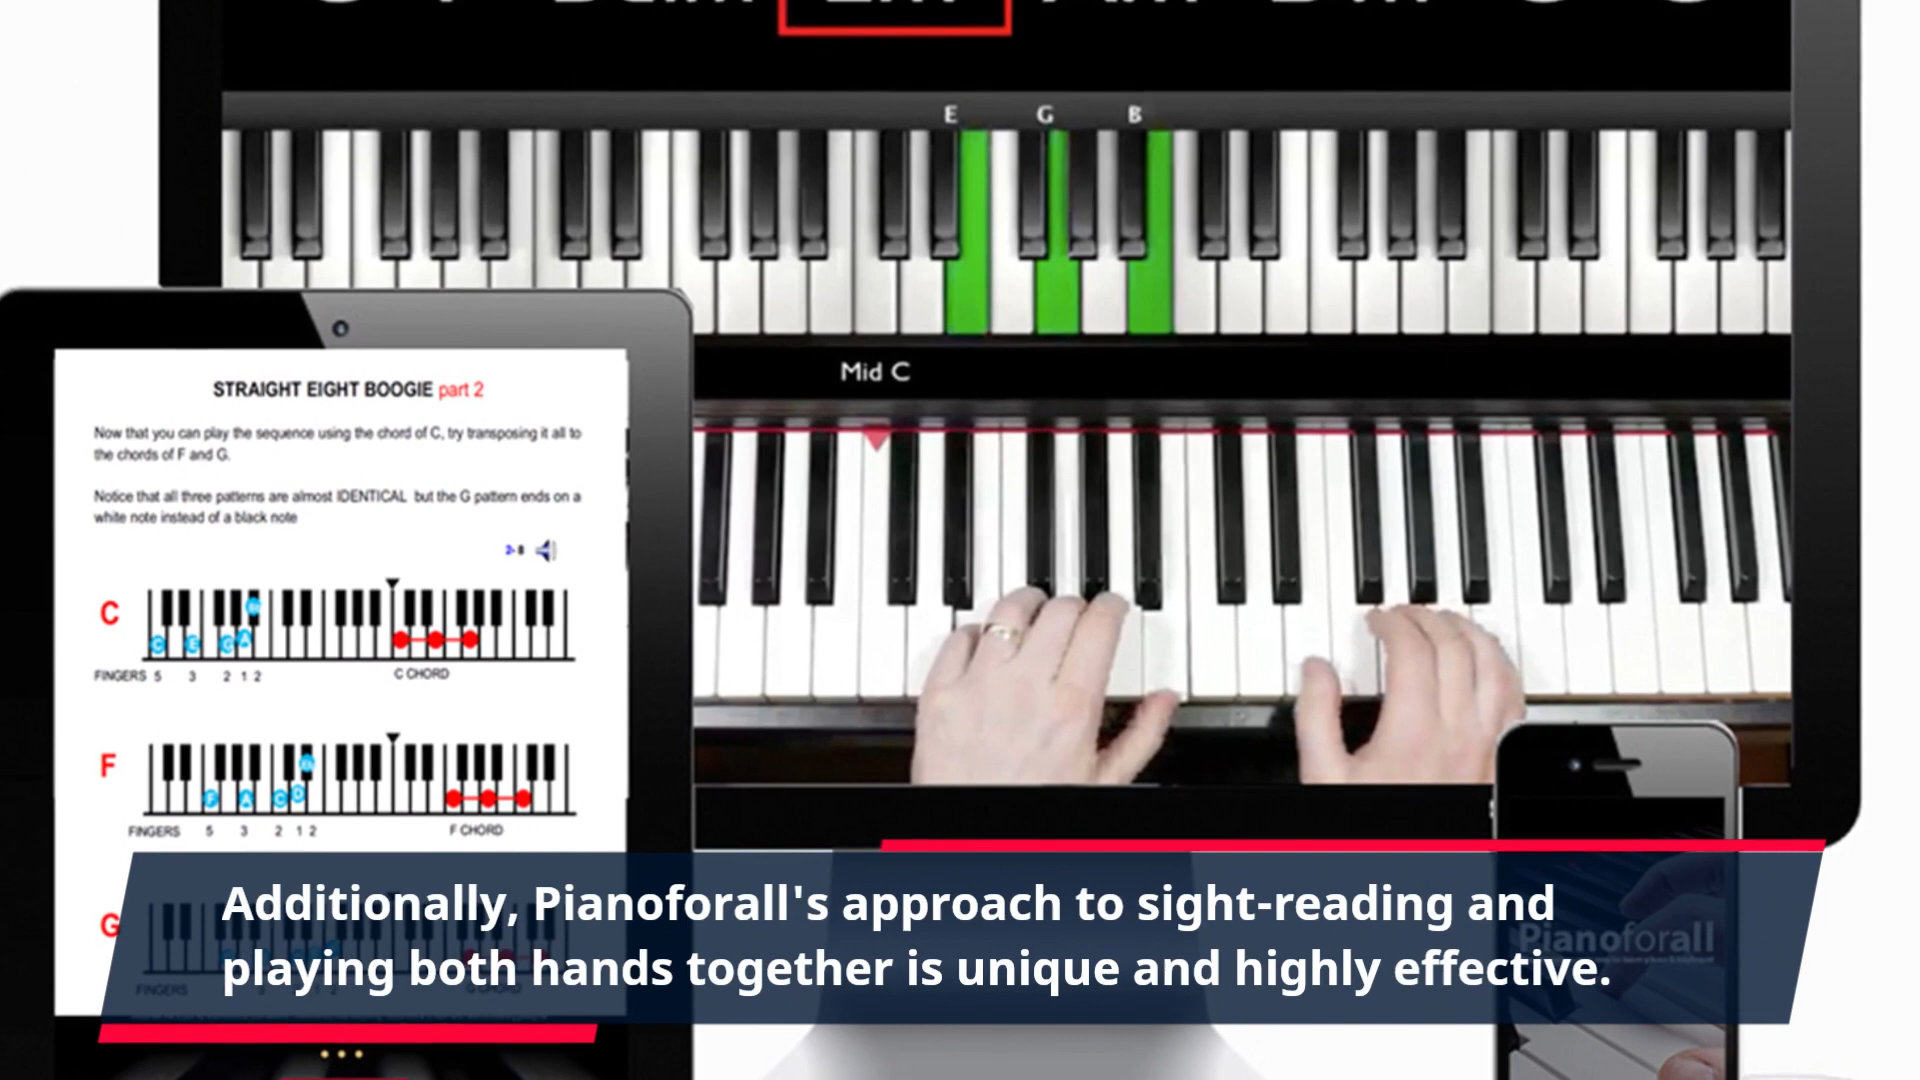 E G B
Mid C
STRAIGHT EIGHT BOOGIE part 2
Now that you can play the sequence using the chord of C, try transposing it all to
the chords of F and G.
Notice that all three patterns are almost IDENTICAL but the G pattern ends on a
white note instead of a black note
C
C E G A
FINGERS 5 3 2 1 2
C CHORD
F
F A C D
FINGERS 5 3 2 1 2
F CHORD
G
FINGERS
Additionally, Pianoforall's approach to sight-reading and
playing both hands together is unique and highly effective.
Pianoforall